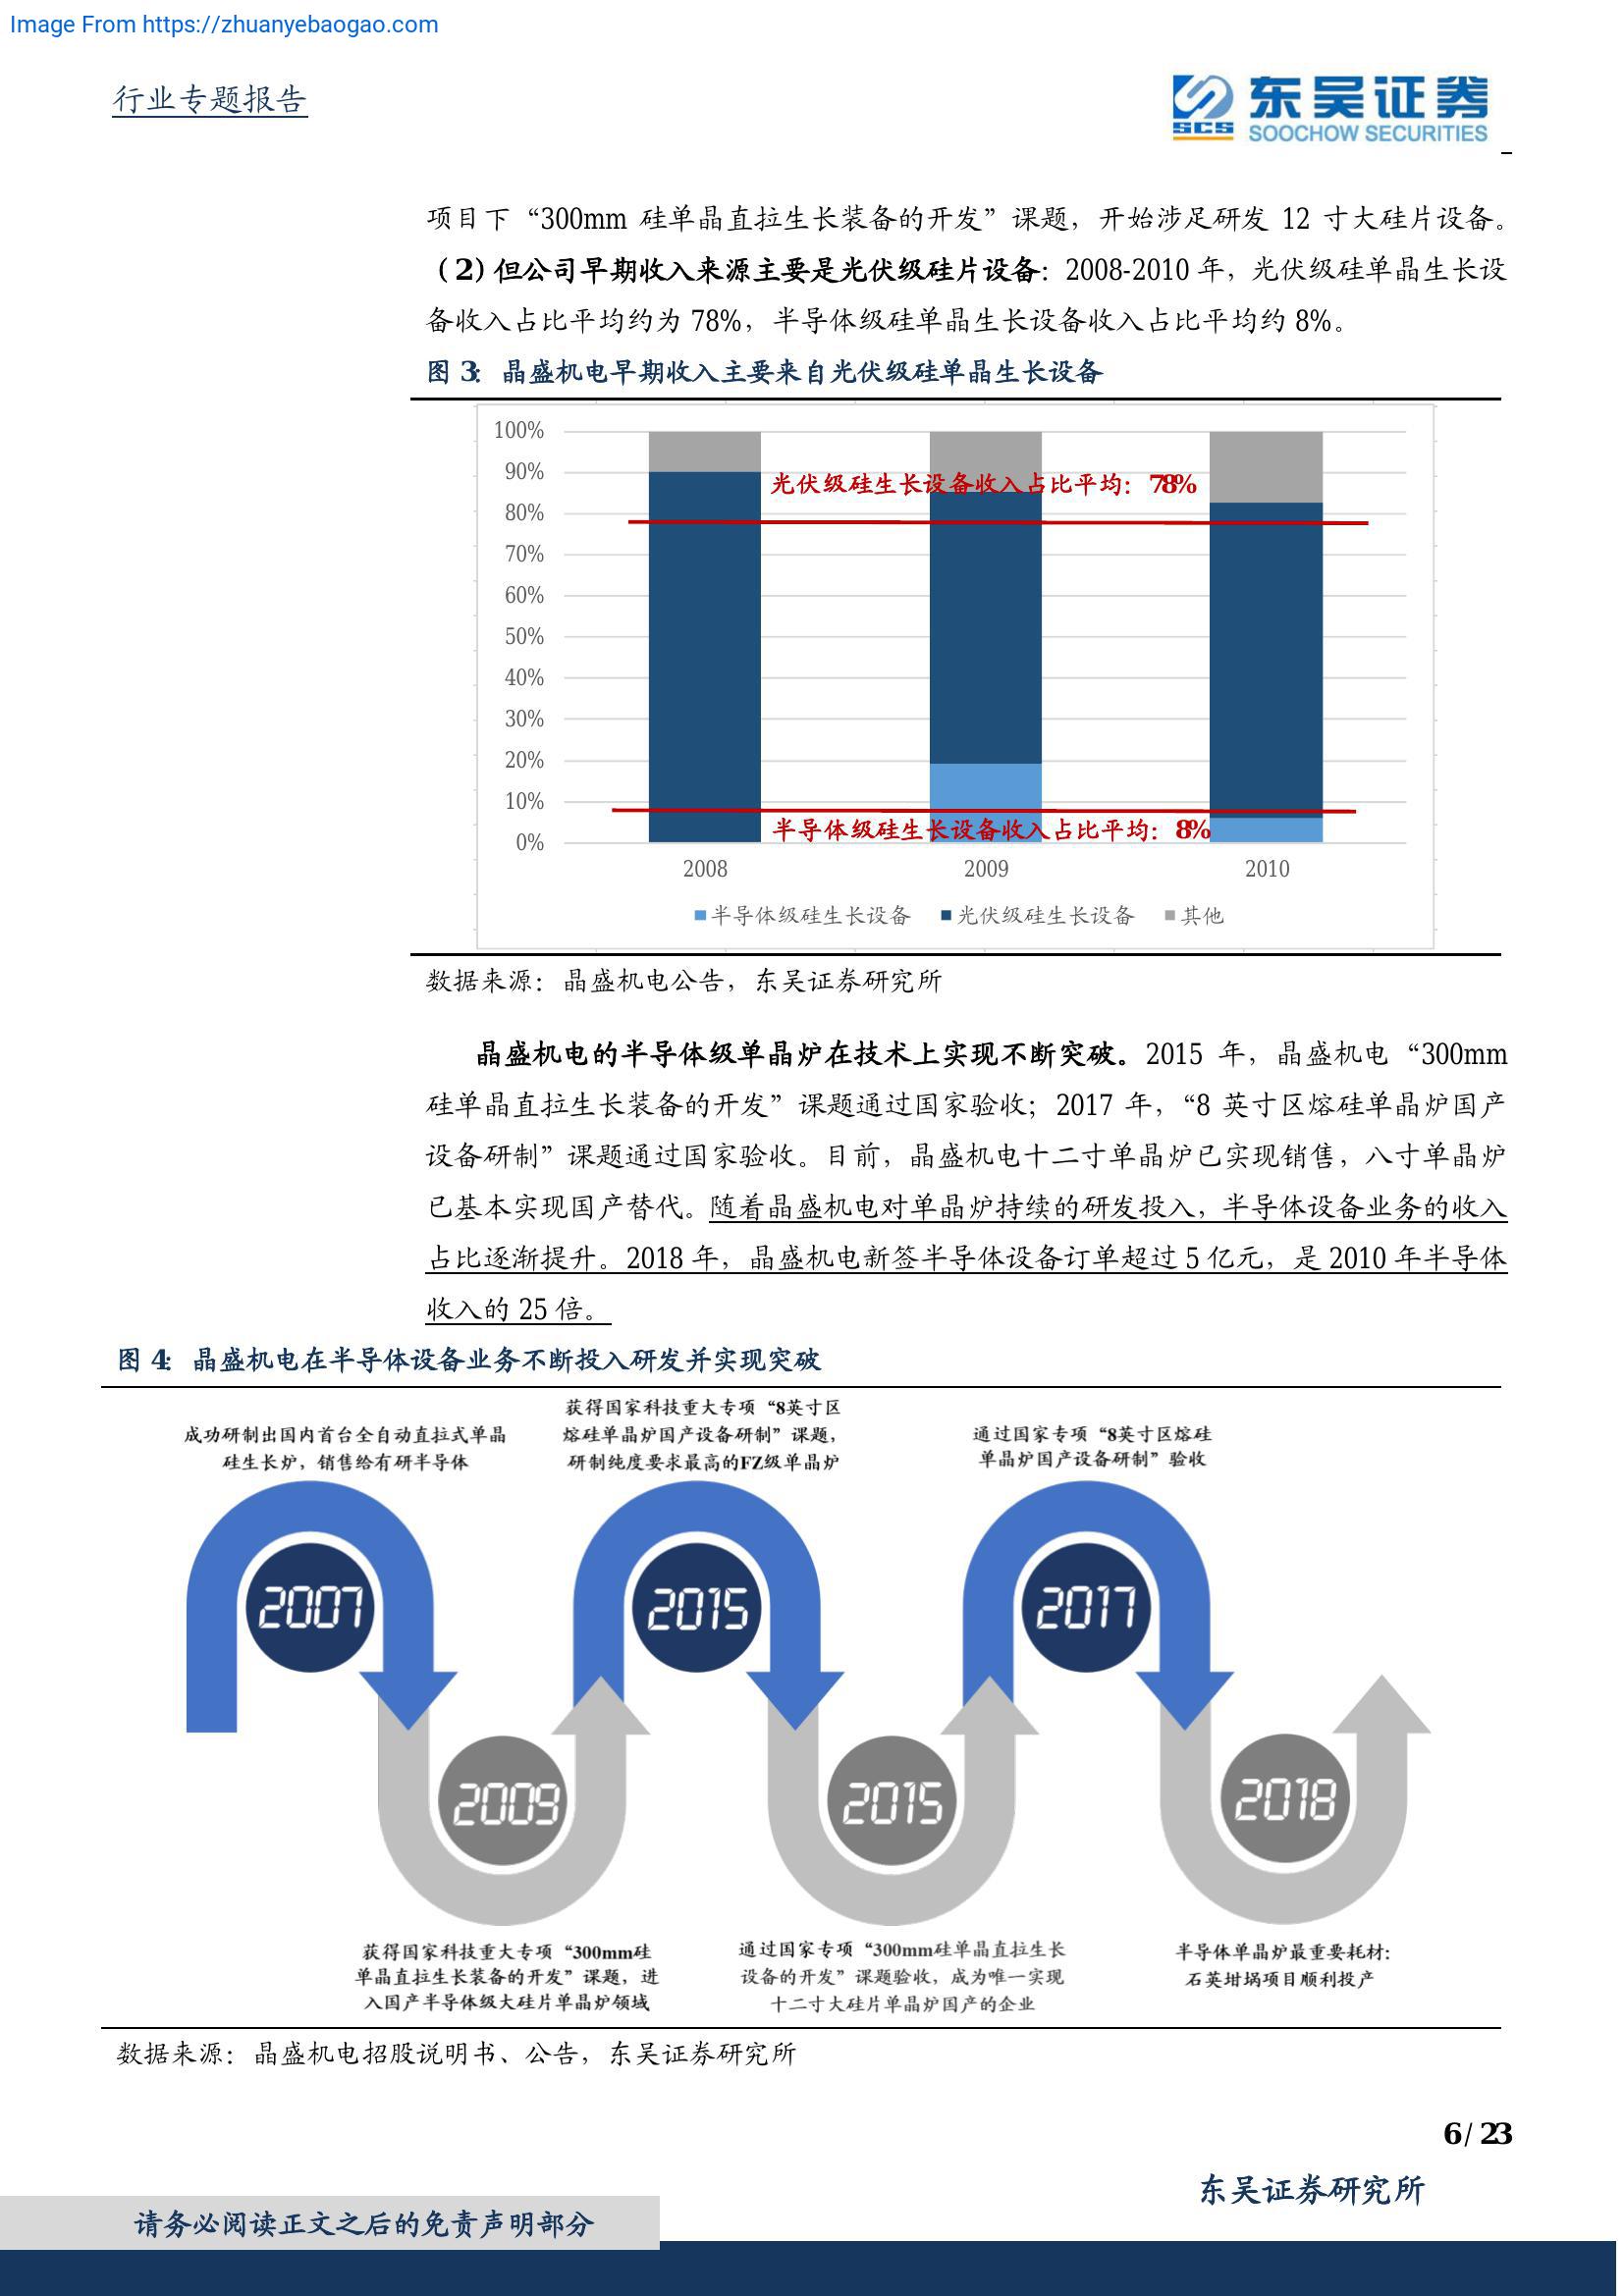 Image From https://zhuanyebaogao.com
行业专题报告
东吴证券
SCS
SOOCHOW SECURITIES
项目下“300mm 硅单晶直拉生长装备的开发”课题，开始涉足研发 12 寸大硅片设备。
（2）但公司早期收入来源主要是光伏级硅片设备：2008-2010 年，光伏级硅单晶生长设
备收入占比平均约为 78%，半导体级硅单晶生长设备收入占比平均约 8%。
图 3：晶盛机电早期收入主要来自光伏级硅单晶生长设备
100%
90%
光伏级硅生长设备收入占比平均：78%
80%
70%
60%
50%
40%
30%
20%
10%
半导体级硅生长设备收入占比平均：8%
0%
2008 2009 2010
半导体级硅生长设备 光伏级硅生长设备 其他
数据来源：晶盛机电公告，东吴证券研究所
晶盛机电的半导体级单晶炉在技术上实现不断突破。2015 年，晶盛机电“300mm
硅单晶直拉生长装备的开发”课题通过国家验收；2017 年，“8 英寸区熔硅单晶炉国产
设备研制”课题通过国家验收。目前，晶盛机电十二寸单晶炉已实现销售，八寸单晶炉
已基本实现国产替代。随着晶盛机电对单晶炉持续的研发投入，半导体设备业务的收入
占比逐渐提升。2018 年，晶盛机电新签半导体设备订单超过 5 亿元，是 2010 年半导体
收入的 25 倍。
图 4：晶盛机电在半导体设备业务不断投入研发并实现突破
成功研制出国内首台全自动直拉式单晶
硅生长炉，销售给有研半导体
获得国家科技重大专项“8英寸区
熔硅单晶炉国产设备研制”课题，
研制纯度要求最高的FZ级单晶炉
通过国家专项“8英寸区熔硅
单晶炉国产设备研制”验收
2007
2015
2017
2009
2015
2018
获得国家科技重大专项“300mm硅
单晶直拉生长装备的开发”课题，进
入国产半导体级大硅片单晶炉领域
通过国家专项“300mm硅单晶直拉生长
设备的开发”课题验收，成为唯一实现
十二寸大硅片单晶炉国产的企业
半导体单晶炉最重要耗材：
石英坩埚项目顺利投产
数据来源：晶盛机电招股说明书、公告，东吴证券研究所
6 / 23
东吴证券研究所
请务必阅读正文之后的免责声明部分